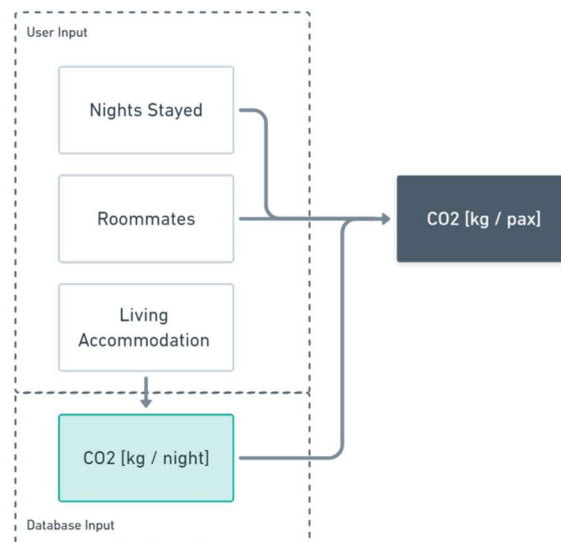 User Input
Nights Stayed
Roommates
CO2 [kg / pax]
Living
Accommodation
CO2 [kg / night]
Database Input